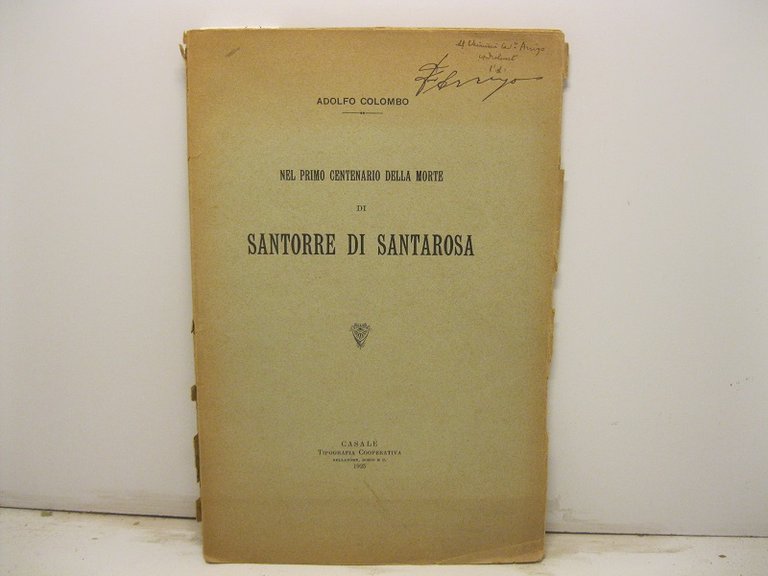 ADOLFO COLOMBO
NEL PRIMO CENTENARIO DELLA MORTE
DI
SANTORRE DI SANTAROSA
CASALE
TIPOGRAFIA COOPERATIVA
1925